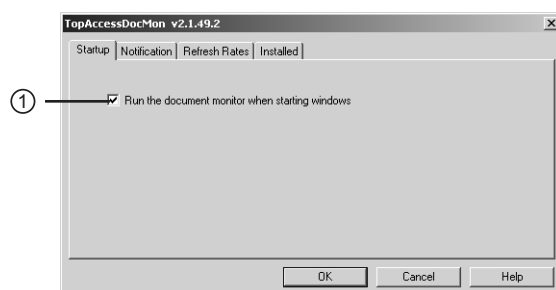 TopAccessDocMon v2.1.49.2
Startup Notification Refresh Rates Installed
1 Run the document monitor when starting windows
OK Cancel Help